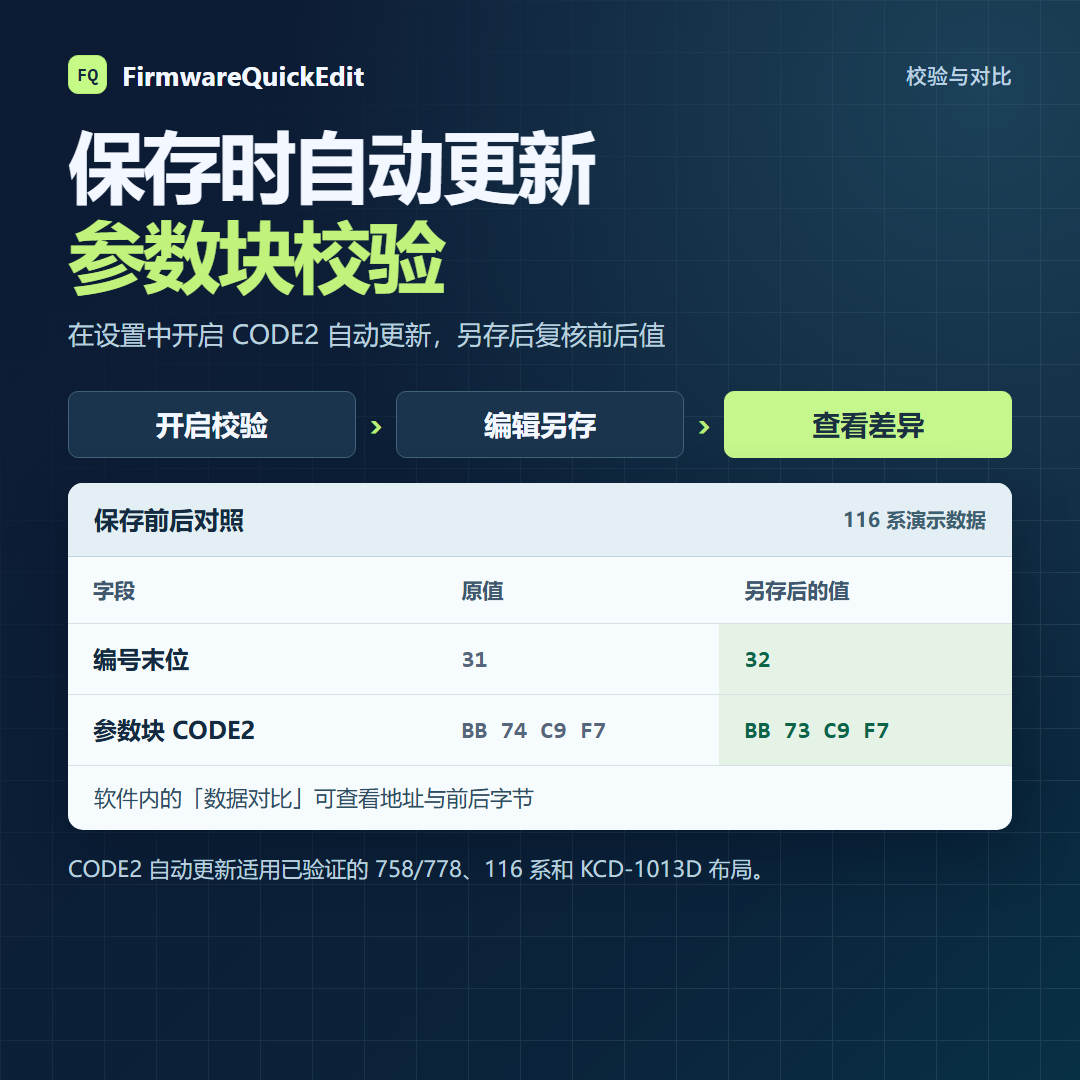 FQ FirmwareQuickEdit 校验与对比
保存时自动更新
参数块校验
在设置中开启 CODE2 自动更新，另存后复核前后值
开启校验 › 编辑另存 › 查看差异
保存前后对照 116 系演示数据
字段 原值 另存后的值
编号末位 31 32
参数块 CODE2 BB 74 C9 F7 BB 73 C9 F7
软件内的「数据对比」可查看地址与前后字节
CODE2 自动更新适用已验证的 758/778、116 系和 KCD-1013D 布局。